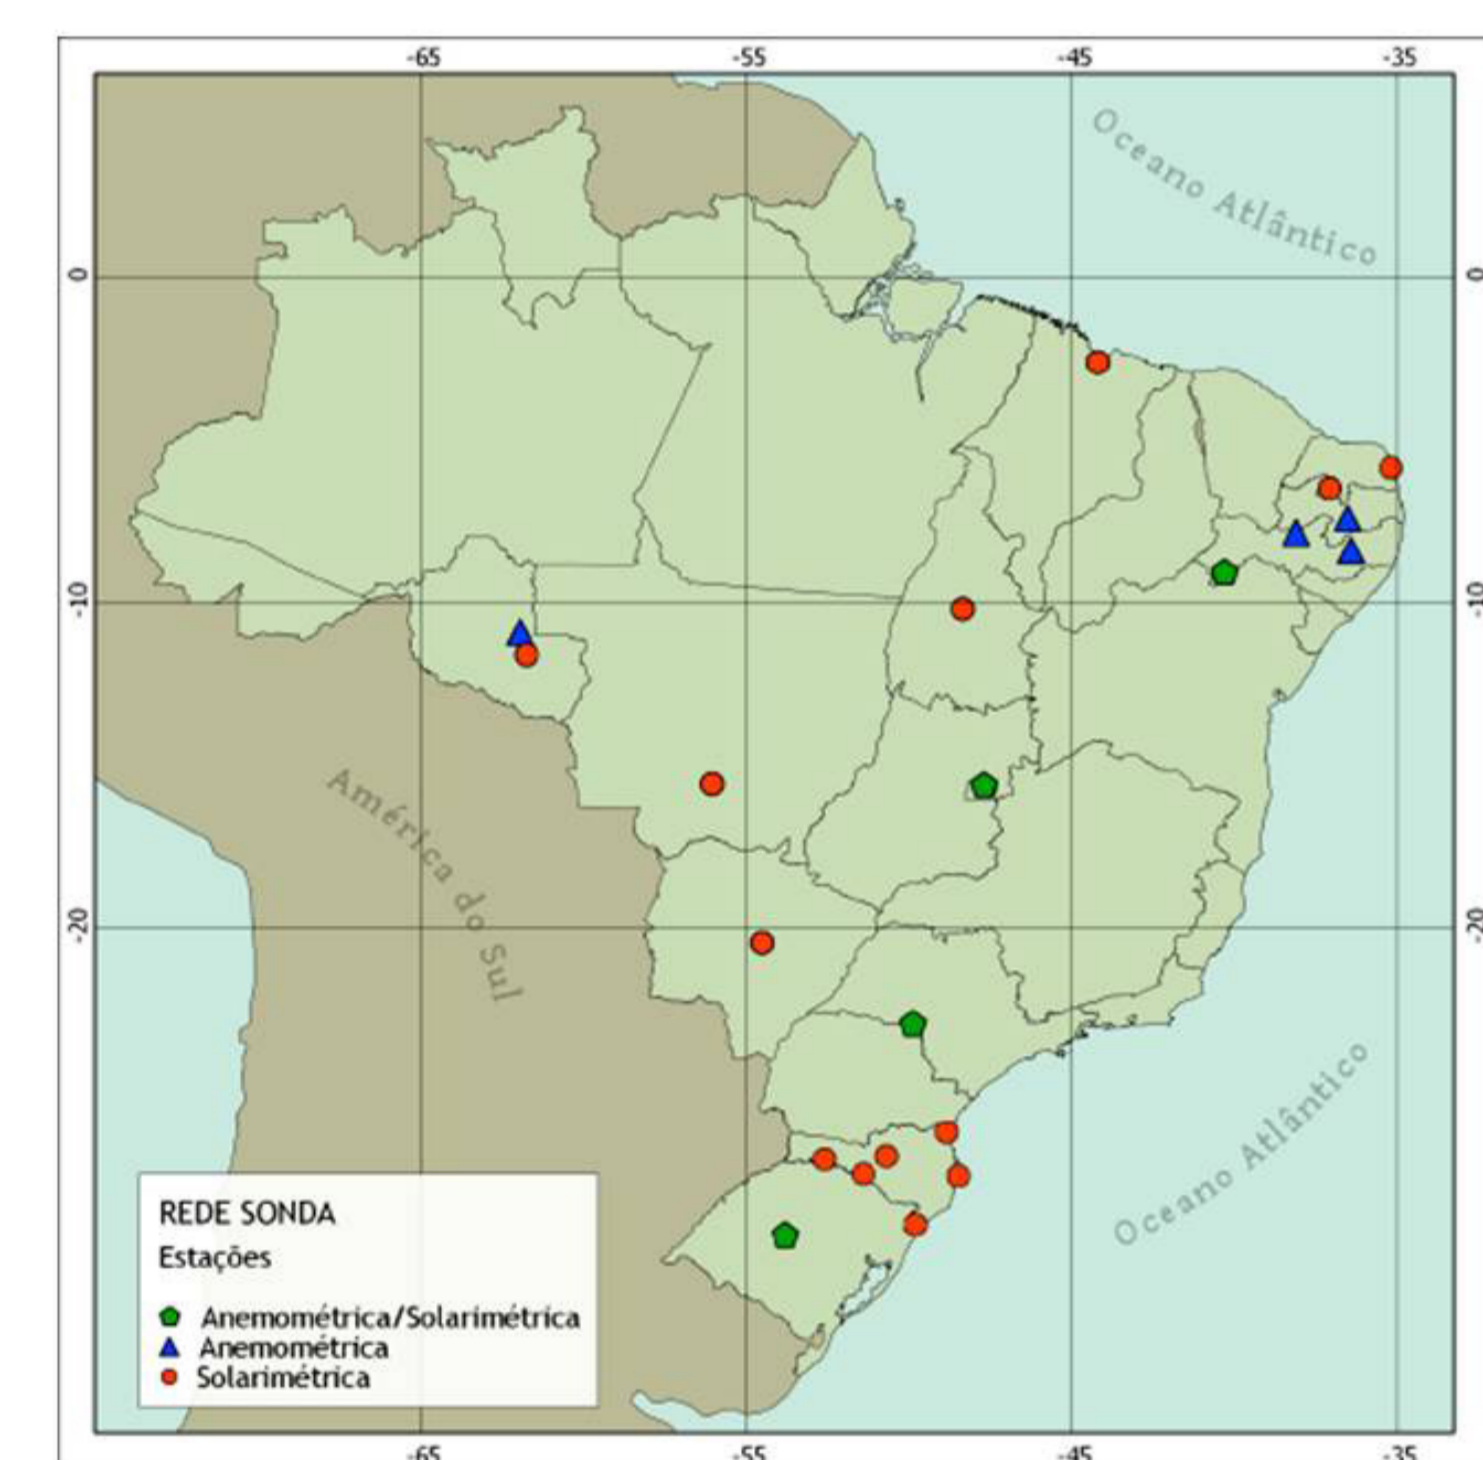 -65 -55 -45 -35
Oceano Atlântico
0 0
-10 -10
América do Sul
-20 -20
Oceano Atlântico
REDE SONDA
Estações
Anemométrica/Solarimétrica
Anemométrica
Solarimétrica
-65 -55 -45 -35